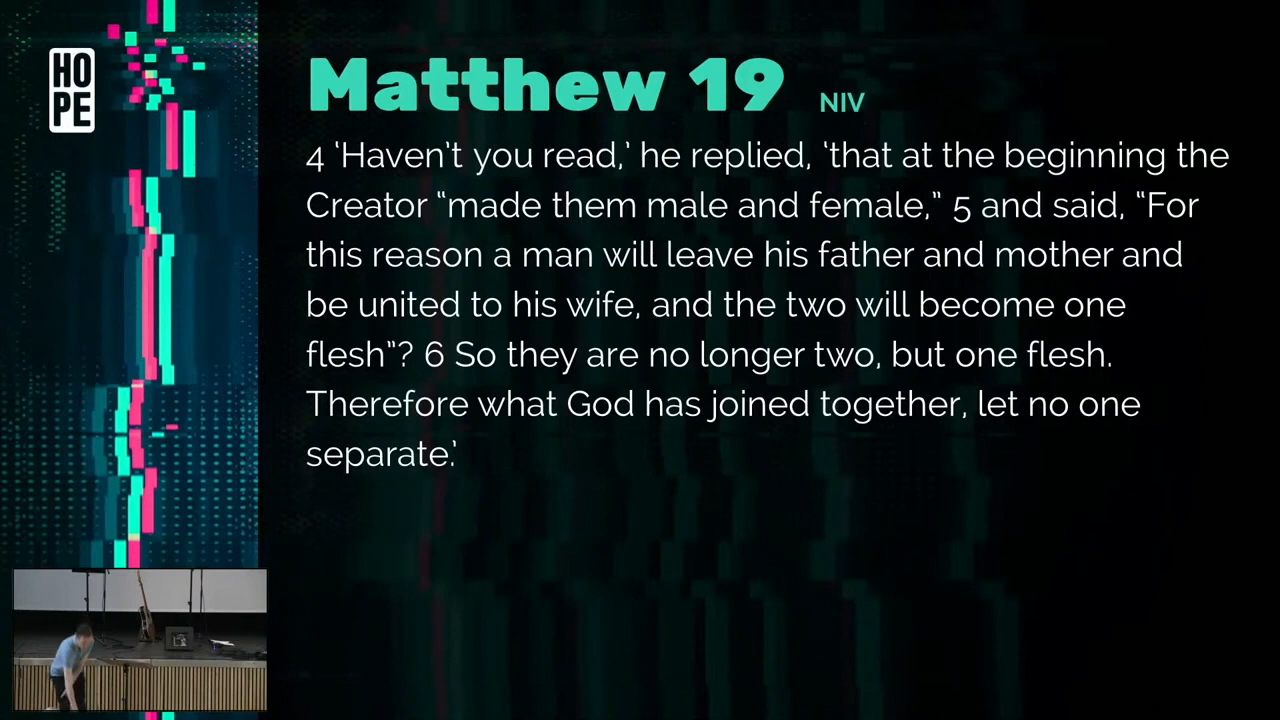 HO
PE
Matthew 19 NIV
4 ‘Haven’t you read,’ he replied, ‘that at the beginning the
Creator “made them male and female,” 5 and said, “For
this reason a man will leave his father and mother and
be united to his wife, and the two will become one
flesh”? 6 So they are no longer two, but one flesh.
Therefore what God has joined together, let no one
separate.’